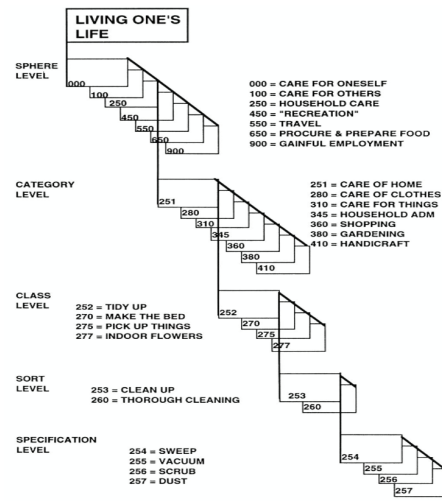 LIVING ONE'S
LIFE
SPHERE
LEVEL
000
100
250
450
550
650
900
000 = CARE FOR ONESELF
100 = CARE FOR OTHERS
250 = HOUSEHOLD CARE
450 = "RECREATION"
550 = TRAVEL
650 = PROCURE & PREPARE FOOD
900 = GAINFUL EMPLOYMENT
CATEGORY
LEVEL
251
280
310
345
360
380
410
251 = CARE OF HOME
280 = CARE OF CLOTHES
310 = CARE FOR THINGS
345 = HOUSEHOLD ADM
360 = SHOPPING
380 = GARDENING
410 = HANDICRAFT
CLASS
LEVEL
252 = TIDY UP
270 = MAKE THE BED
275 = PICK UP THINGS
277 = INDOOR FLOWERS
252
270
275
277
SORT
LEVEL
253 = CLEAN UP
260 = THOROUGH CLEANING
253
260
SPECIFICATION
LEVEL
254 = SWEEP
255 = VACUUM
256 = SCRUB
257 = DUST
254
255
256
257